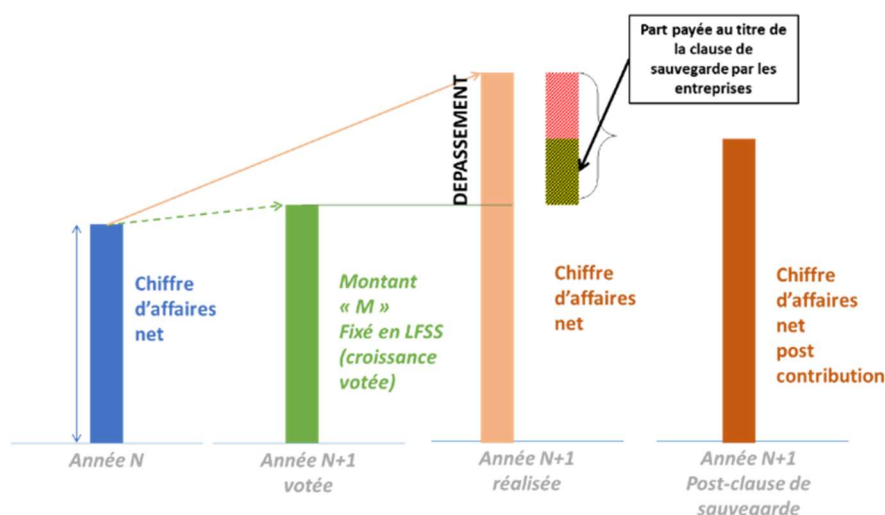 Part payée au titre de
la clause de
sauvegarde par les
entreprises
DEPASSEMENT
Chiffre
d'affaires
net
Montant
« M »
Fixé en LFSS
(croissance
votée)
Chiffre
d'affaires
net
Chiffre
d'affaires
net
post
contribution
Année N
Année N+1
votée
Année N+1
réalisée
Année N+1
Post-clause de
sauvegarde